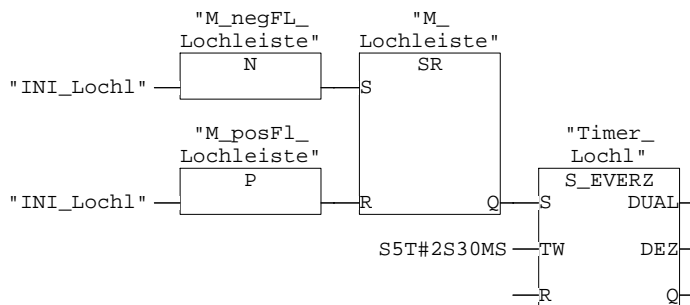 "M_negFL_
Lochleiste"
N
"INI_Lochl"
"M_
Lochleiste"
SR
S
"M_posFl_
Lochleiste"
P
"INI_Lochl"
R
Q
"Timer_
Lochl"
S_EVERZ
S
DUAL
S5T#2S30MS
TW
DEZ
R
Q